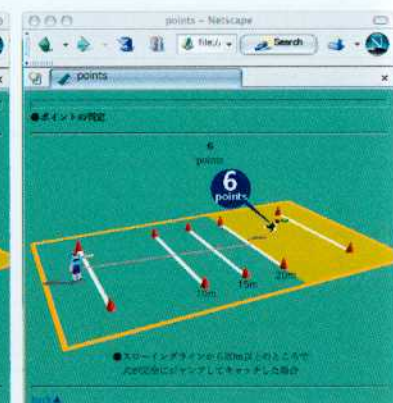 points – Netscape
file:/
Search
points
●ポイントの判定
6
points
6
points
10m
15m
20m
●スローイングラインから20m以上のところで
犬が完全にジャンプしてキャッチした場合
back▲